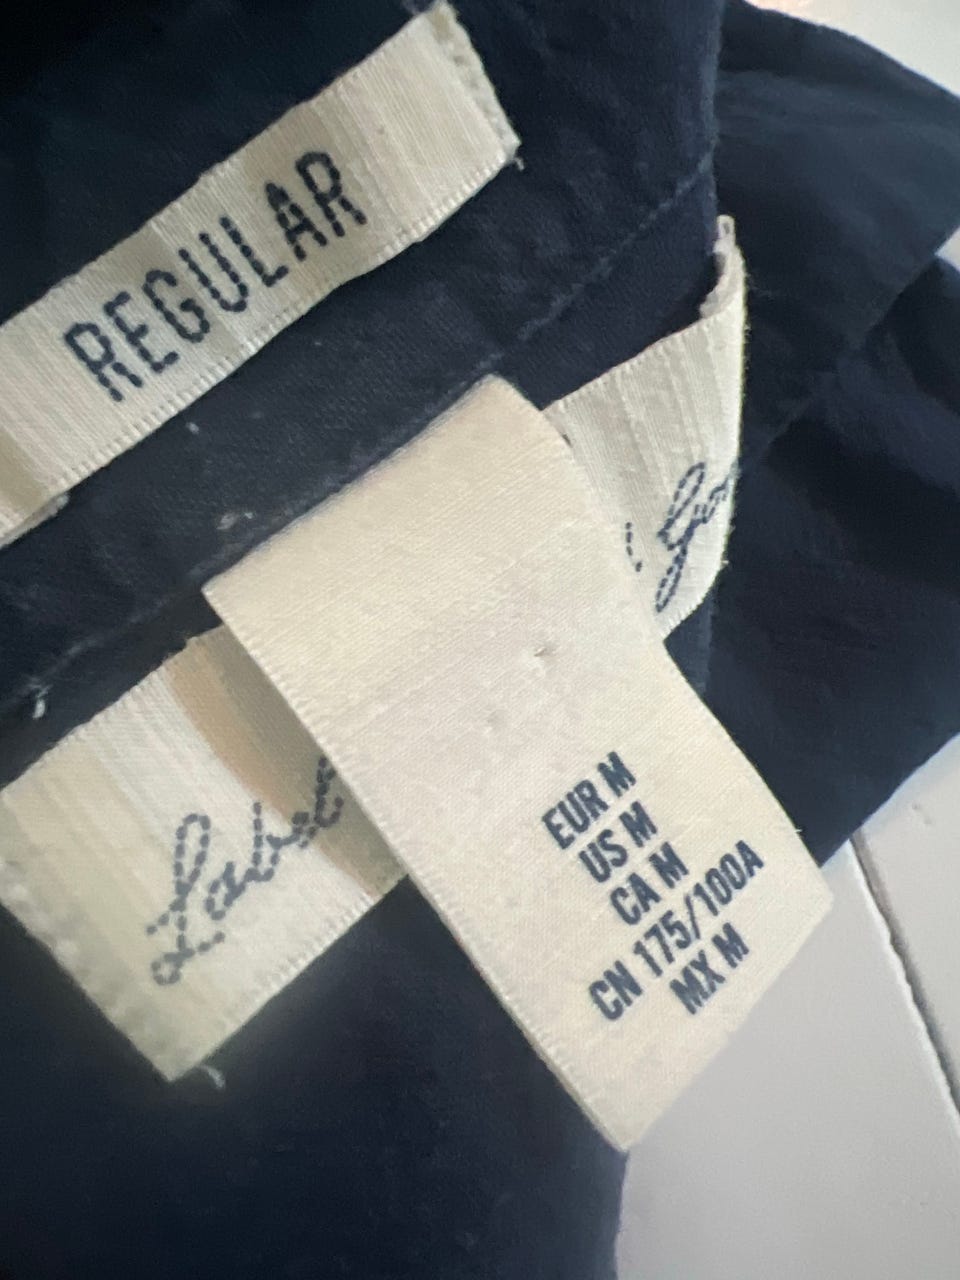 REGULAR
EUR M
US M
CA M
CN 175/100A
MX M